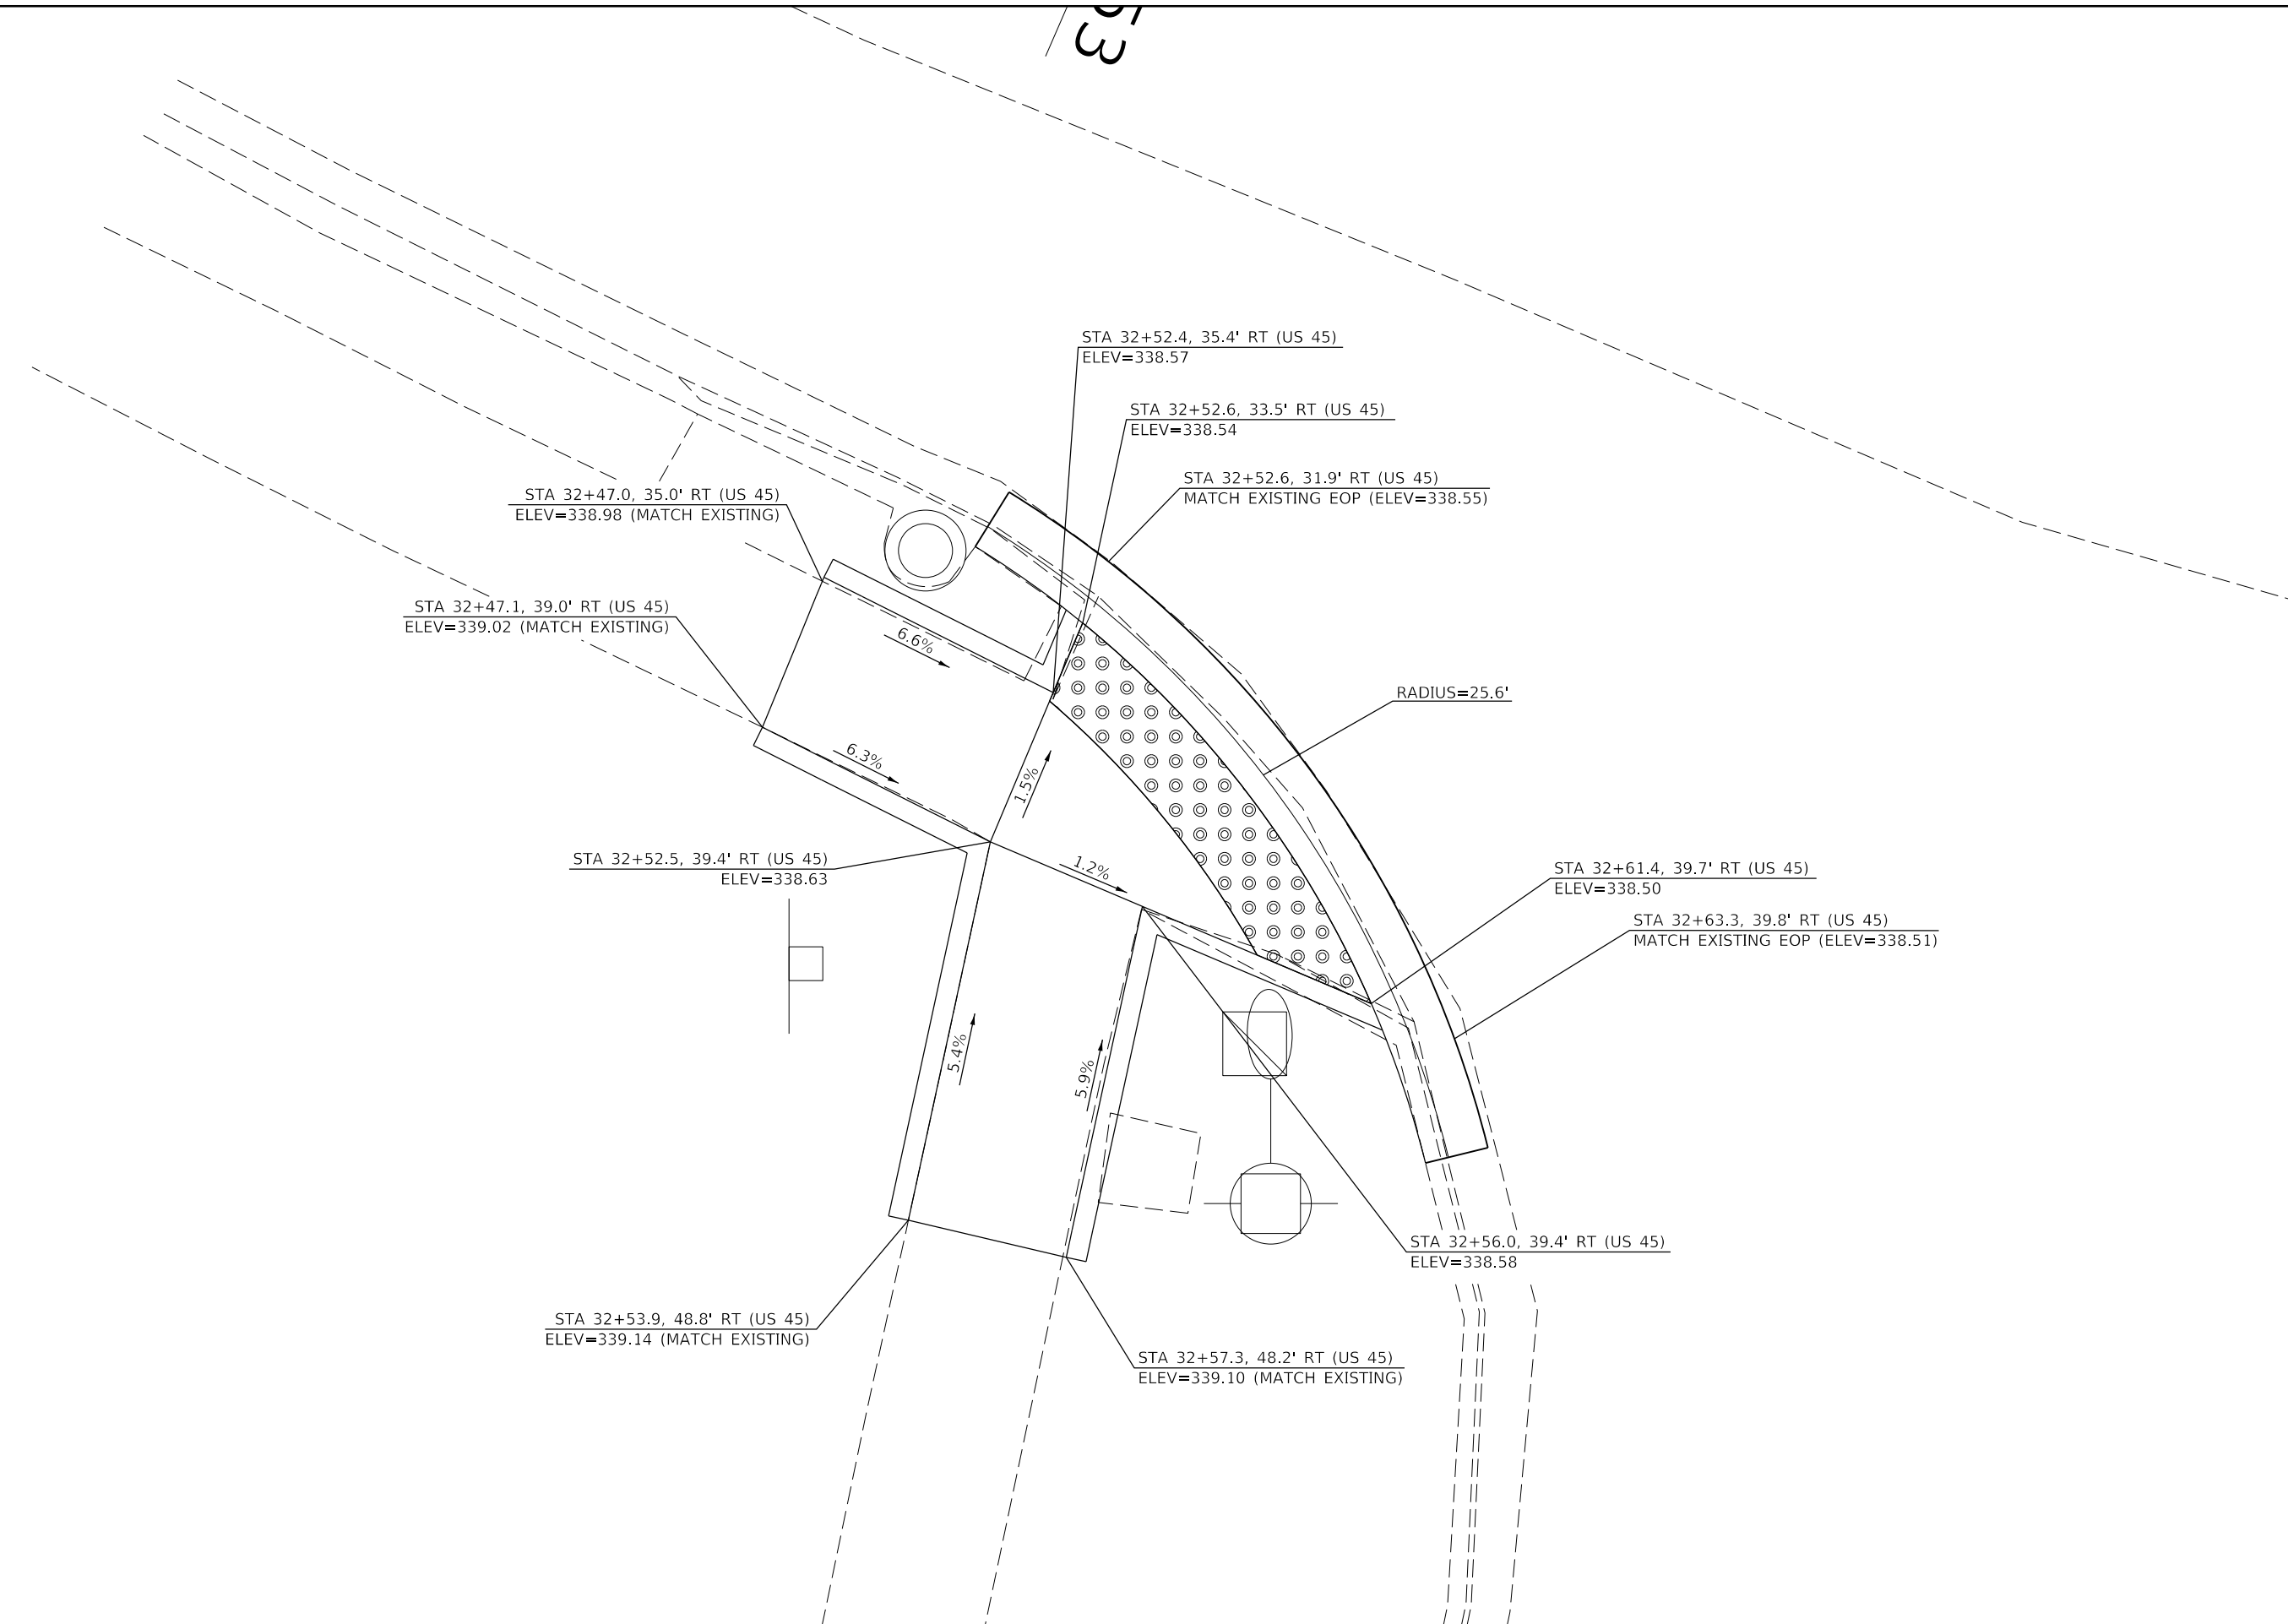 53
STA 32+52.4, 35.4' RT (US 45)
ELEV=338.57
STA 32+52.6, 33.5' RT (US 45)
ELEV=338.54
STA 32+52.6, 31.9' RT (US 45)
MATCH EXISTING EOP (ELEV=338.55)
STA 32+47.0, 35.0' RT (US 45)
ELEV=338.98 (MATCH EXISTING)
STA 32+47.1, 39.0' RT (US 45)
ELEV=339.02 (MATCH EXISTING)
6.6%
RADIUS=25.6'
6.3%
1.5%
STA 32+52.5, 39.4' RT (US 45)
ELEV=338.63
1.2%
STA 32+61.4, 39.7' RT (US 45)
ELEV=338.50
STA 32+63.3, 39.8' RT (US 45)
MATCH EXISTING EOP (ELEV=338.51)
5.4%
5.9%
STA 32+56.0, 39.4' RT (US 45)
ELEV=338.58
STA 32+53.9, 48.8' RT (US 45)
ELEV=339.14 (MATCH EXISTING)
STA 32+57.3, 48.2' RT (US 45)
ELEV=339.10 (MATCH EXISTING)